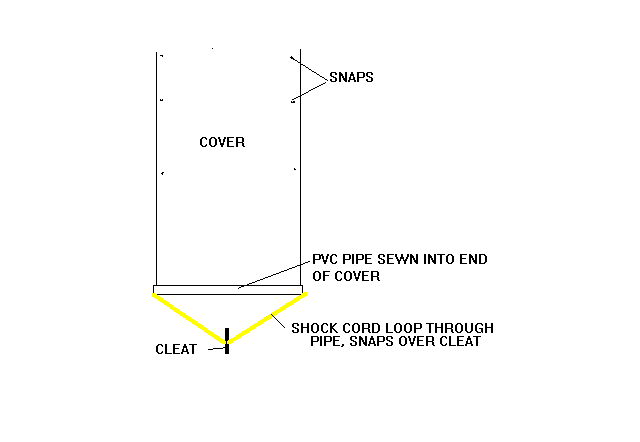 SNAPS
COVER
PVC PIPE SEWN INTO END
OF COVER
SHOCK CORD LOOP THROUGH
PIPE, SNAPS OVER CLEAT
CLEAT